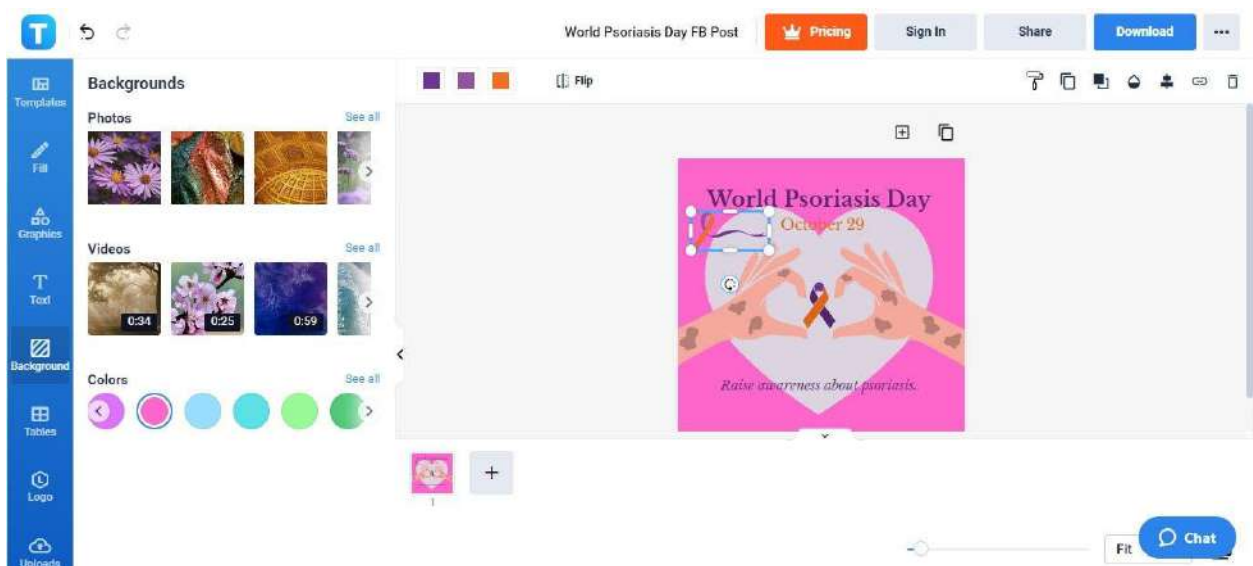 T
World Psoriasis Day FB Post
Pricing
Sign In
Share
Download
Templates
Fill
Graphics
Text
Background
Tables
Logo
Uploads
Backgrounds
Photos
See all
Videos
See all
0:34
0:25
0:59
Colors
See all
Flip
World Psoriasis Day
October 29
Raise awareness about psoriasis.
1
Fit
Chat